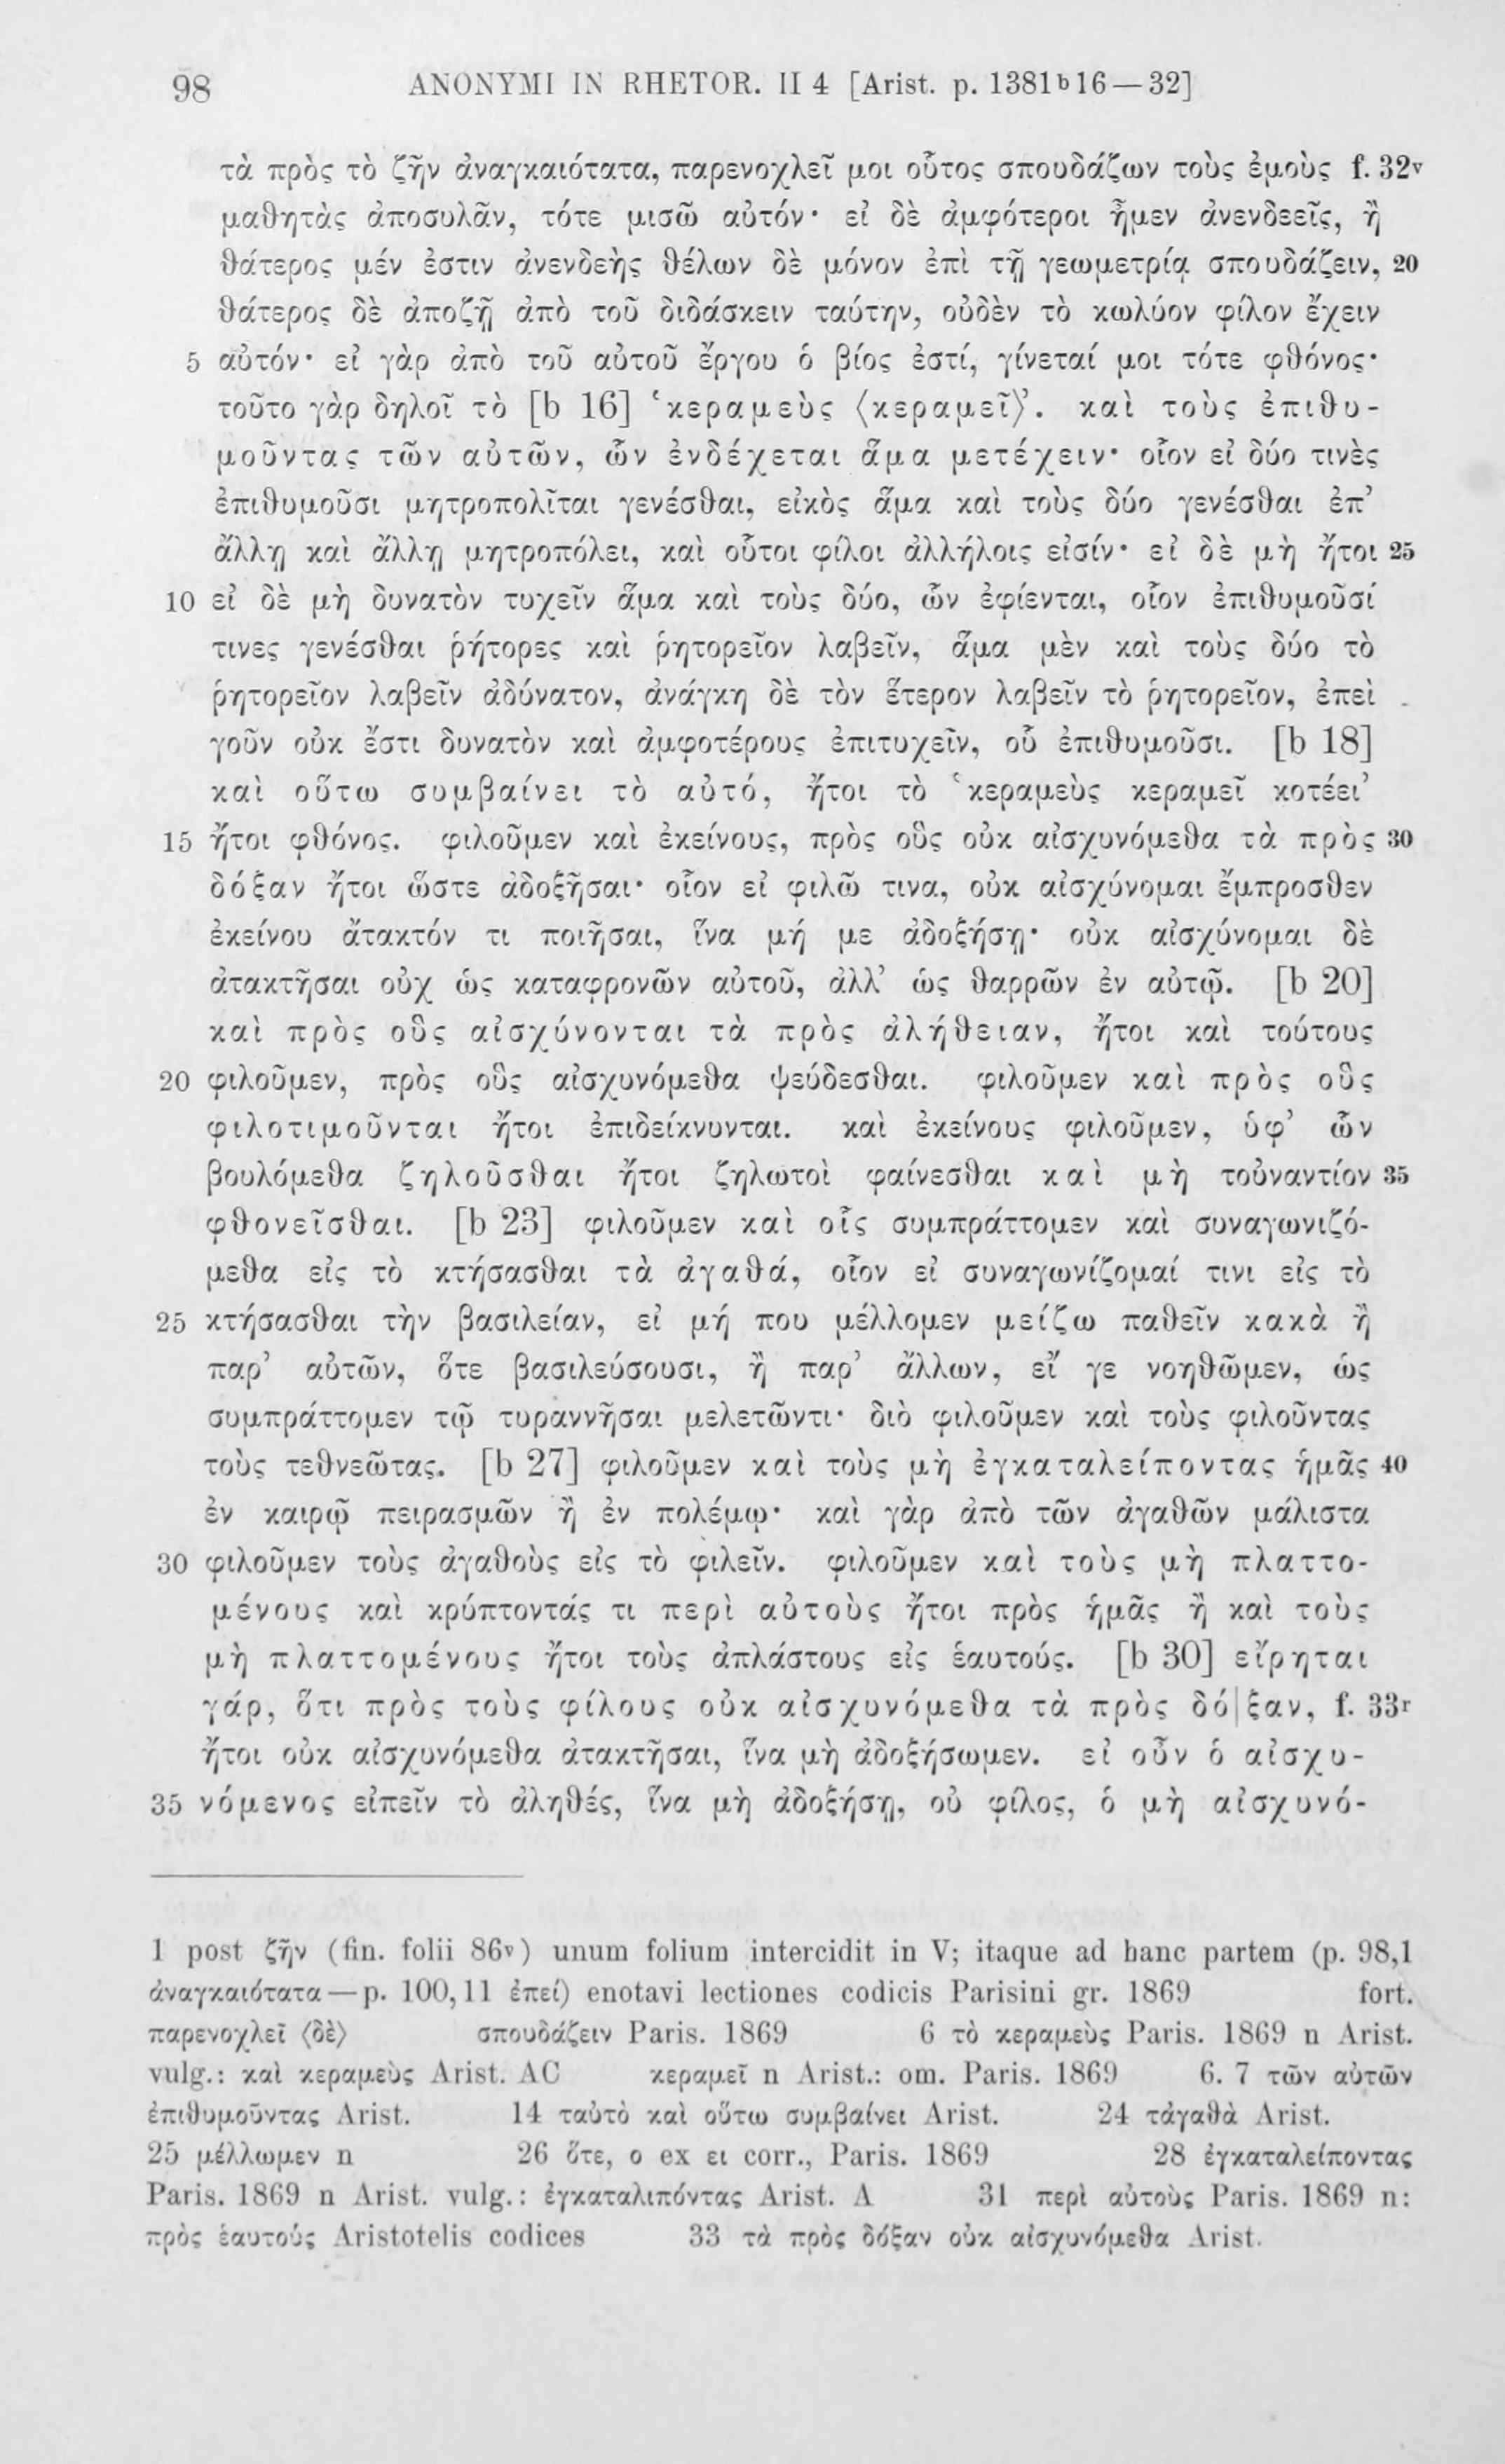 98 ANONYMI IN RHETOR. II 4 [Arist. p. 1381ᵇ16—32]
τὰ πρὸς τὸ ζῆν ἀναγκαιότατα, παρενοχλεῖ μοι οὗτος σπουδάζων τοὺς ἐμοὺς f. 32ᵛ
μαθητὰς ἀποσυλᾶν, τότε μισῶ αὐτόν· εἰ δὲ ἀμφότεροι ἦμεν ἀνενδεεῖς, ἢ
θάτερος μέν ἐστιν ἀνενδεὴς θέλων δὲ μόνον ἐπὶ τῇ γεωμετρίᾳ σπουδάζειν, 20
θάτερος δὲ ἀποζῇ ἀπὸ τοῦ διδάσκειν ταύτην, οὐδὲν τὸ κωλύον φίλον ἔχειν
5 αὐτόν· εἰ γὰρ ἀπὸ τοῦ αὐτοῦ ἔργου ὁ βίος ἐστί, γίνεταί μοι τότε φθόνος·
τοῦτο γὰρ δηλοῖ τὸ [b 16] ‘κεραμεὺς ⟨κεραμεῖ⟩’. καὶ τοὺς ἐπιθυ-
μοῦντας τῶν αὐτῶν, ὧν ἐνδέχεται ἅμα μετέχειν· οἷον εἰ δύο τινὲς
ἐπιθυμοῦσι μητροπολῖται γενέσθαι, εἰκὸς ἅμα καὶ τοὺς δύο γενέσθαι ἐπ’
ἄλλῃ καὶ ἄλλῃ μητροπόλει, καὶ οὗτοι φίλοι ἀλλήλοις εἰσίν· εἰ δὲ μὴ ἤτοι 25
10 εἰ δὲ μὴ δυνατὸν τυχεῖν ἅμα καὶ τοὺς δύο, ὧν ἐφίενται, οἷον ἐπιθυμοῦσί
τινες γενέσθαι ῥήτορες καὶ ῥητορεῖον λαβεῖν, ἅμα μὲν καὶ τοὺς δύο τὸ
ῥητορεῖον λαβεῖν ἀδύνατον, ἀνάγκη δὲ τὸν ἕτερον λαβεῖν τὸ ῥητορεῖον, ἐπεὶ
γοῦν οὐκ ἔστι δυνατὸν καὶ ἀμφοτέρους ἐπιτυχεῖν, οὗ ἐπιθυμοῦσι. [b 18]
καὶ οὕτω συμβαίνει τὸ αὐτό, ἤτοι τὸ ‘κεραμεὺς κεραμεῖ κοτέει’
15 ἤτοι φθόνος. φιλοῦμεν καὶ ἐκείνους, πρὸς οὓς οὐκ αἰσχυνόμεθα τὰ πρὸς 30
δόξαν ἤτοι ὥστε ἀδοξῆσαι· οἷον εἰ φιλῶ τινα, οὐκ αἰσχύνομαι ἔμπροσθεν
ἐκείνου ἄτακτόν τι ποιῆσαι, ἵνα μή με ἀδοξήσῃ· οὐκ αἰσχύνομαι δὲ
ἀτακτῆσαι οὐχ ὡς καταφρονῶν αὐτοῦ, ἀλλ’ ὡς θαρρῶν ἐν αὐτῷ. [b 20]
καὶ πρὸς οὓς αἰσχύνονται τὰ πρὸς ἀλήθειαν, ἤτοι καὶ τούτους
20 φιλοῦμεν, πρὸς οὓς αἰσχυνόμεθα ψεύδεσθαι. φιλοῦμεν καὶ πρὸς οὓς
φιλοτιμοῦνται ἤτοι ἐπιδείκνυνται. καὶ ἐκείνους φιλοῦμεν, ὑφ’ ὧν
βουλόμεθα ζηλοῦσθαι ἤτοι ζηλωτοὶ φαίνεσθαι καὶ μὴ τοὐναντίον 35
φθονεῖσθαι. [b 23] φιλοῦμεν καὶ οἷς συμπράττομεν καὶ συναγωνιζό-
μεθα εἰς τὸ κτήσασθαι τὰ ἀγαθά, οἷον εἰ συναγωνίζομαί τινι εἰς τὸ
25 κτήσασθαι τὴν βασιλείαν, εἰ μή που μέλλομεν μείζω παθεῖν κακὰ ἢ
παρ’ αὐτῶν, ὅτε βασιλεύσουσι, ἢ παρ’ ἄλλων, εἴ γε νοηθῶμεν, ὡς
συμπράττομεν τῷ τυραννῆσαι μελετῶντι· διὸ φιλοῦμεν καὶ τοὺς φιλοῦντας
τοὺς τεθνεῶτας. [b 27] φιλοῦμεν καὶ τοὺς μὴ ἐγκαταλείποντας ἡμᾶς 40
ἐν καιρῷ πειρασμῶν ἢ ἐν πολέμῳ· καὶ γὰρ ἀπὸ τῶν ἀγαθῶν μάλιστα
30 φιλοῦμεν τοὺς ἀγαθοὺς εἰς τὸ φιλεῖν. φιλοῦμεν καὶ τοὺς μὴ πλαττο-
μένους καὶ κρύπτοντάς τι περὶ αὐτοὺς ἤτοι πρὸς ἡμᾶς ἢ καὶ τοὺς
μὴ πλαττομένους ἤτοι τοὺς ἀπλάστους εἰς ἑαυτούς. [b 30] εἴρηται
γάρ, ὅτι πρὸς τοὺς φίλους οὐκ αἰσχυνόμεθα τὰ πρὸς δό|ξαν, f. 33ʳ
ἤτοι οὐκ αἰσχυνόμεθα ἀτακτῆσαι, ἵνα μὴ ἀδοξήσωμεν. εἰ οὖν ὁ αἰσχυ-
35 νόμενος εἰπεῖν τὸ ἀληθές, ἵνα μὴ ἀδοξήσῃ, οὐ φίλος, ὁ μὴ αἰσχυνό-
1 post ζῆν (fin. folii 86ᵛ) unum folium intercidit in V; itaque ad hanc partem (p. 98,1
ἀναγκαιότατα—p. 100,11 ἐπεί) enotavi lectiones codicis Parisini gr. 1869 fort.
παρενοχλεῖ ⟨δὲ⟩ σπουδάζειν Paris. 1869 6 τὸ κεραμεὺς Paris. 1869 n Arist.
vulg.: καὶ κεραμεὺς Arist. AC κεραμεῖ n Arist.: om. Paris. 1869 6. 7 τῶν αὐτῶν
ἐπιθυμοῦντας Arist. 14 ταὐτὸ καὶ οὕτω συμβαίνει Arist. 24 τἀγαθὰ Arist.
25 μέλλωμεν n 26 ὅτε, ο ex ει corr., Paris. 1869 28 ἐγκαταλείποντας
Paris. 1869 n Arist. vulg.: ἐγκαταλιπόντας Arist. A 31 περὶ αὐτοὺς Paris. 1869 n:
πρὸς ἑαυτούς Aristotelis codices 33 τὰ πρὸς δόξαν οὐκ αἰσχυνόμεθα Arist.